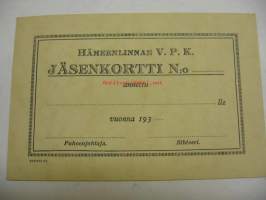 HÄMEENLINNAN V. P. K.
JÄSENKORTTI N:o
annettu
lle
vuonna 193
Puheenjohtaja. Sihteeri.